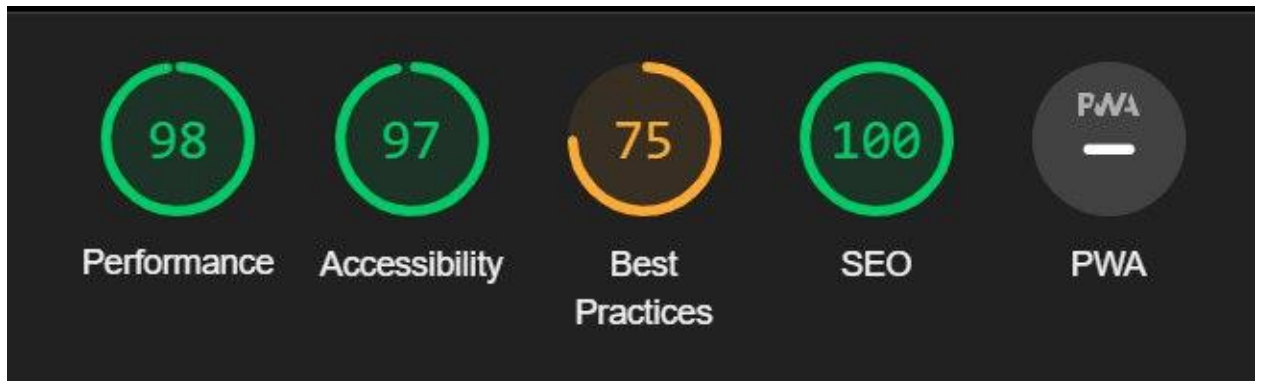 98
97
75
100
PWA
Performance
Accessibility
Best
Practices
SEO
PWA